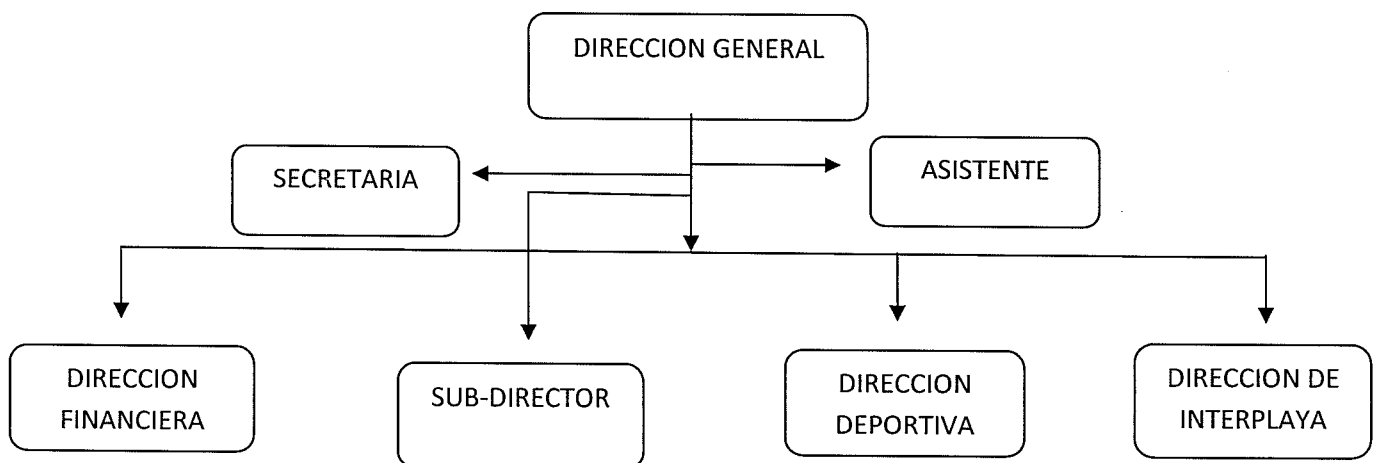 DIRECCION GENERAL
SECRETARIA
ASISTENTE
DIRECCION
FINANCIERA
SUB-DIRECTOR
DIRECCION
DEPORTIVA
DIRECCION DE
INTERPLAYA